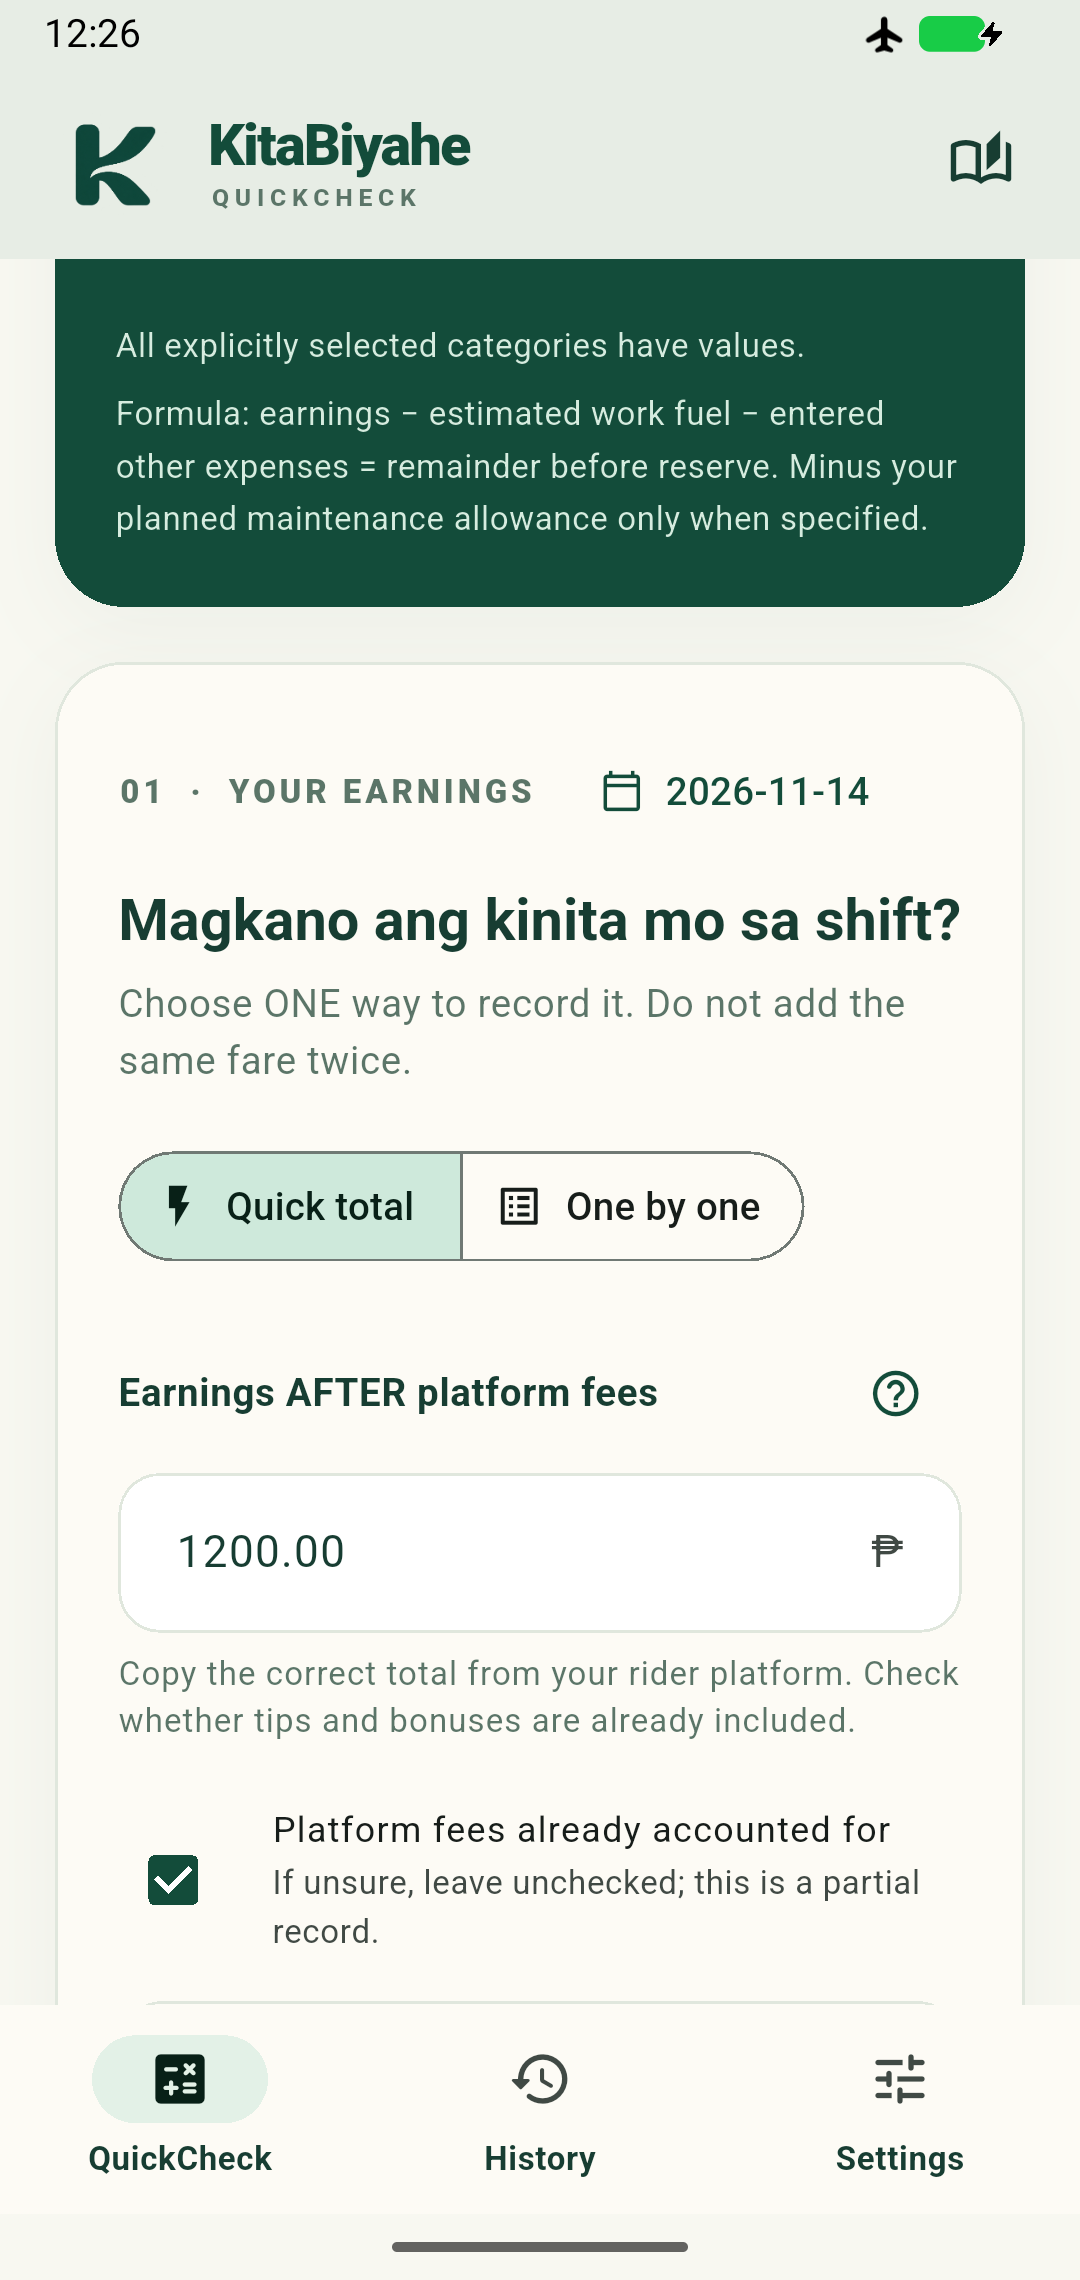 12:26
KitaBiyahe
QUICKCHECK
All explicitly selected categories have values.
Formula: earnings − estimated work fuel − entered
other expenses = remainder before reserve. Minus your
planned maintenance allowance only when specified.
01 · YOUR EARNINGS
2026-11-14
Magkano ang kinita mo sa shift?
Choose ONE way to record it. Do not add the
same fare twice.
Quick total
One by one
Earnings AFTER platform fees
1200.00 ₱
Copy the correct total from your rider platform. Check
whether tips and bonuses are already included.
Platform fees already accounted for
If unsure, leave unchecked; this is a partial
record.
QuickCheck
History
Settings